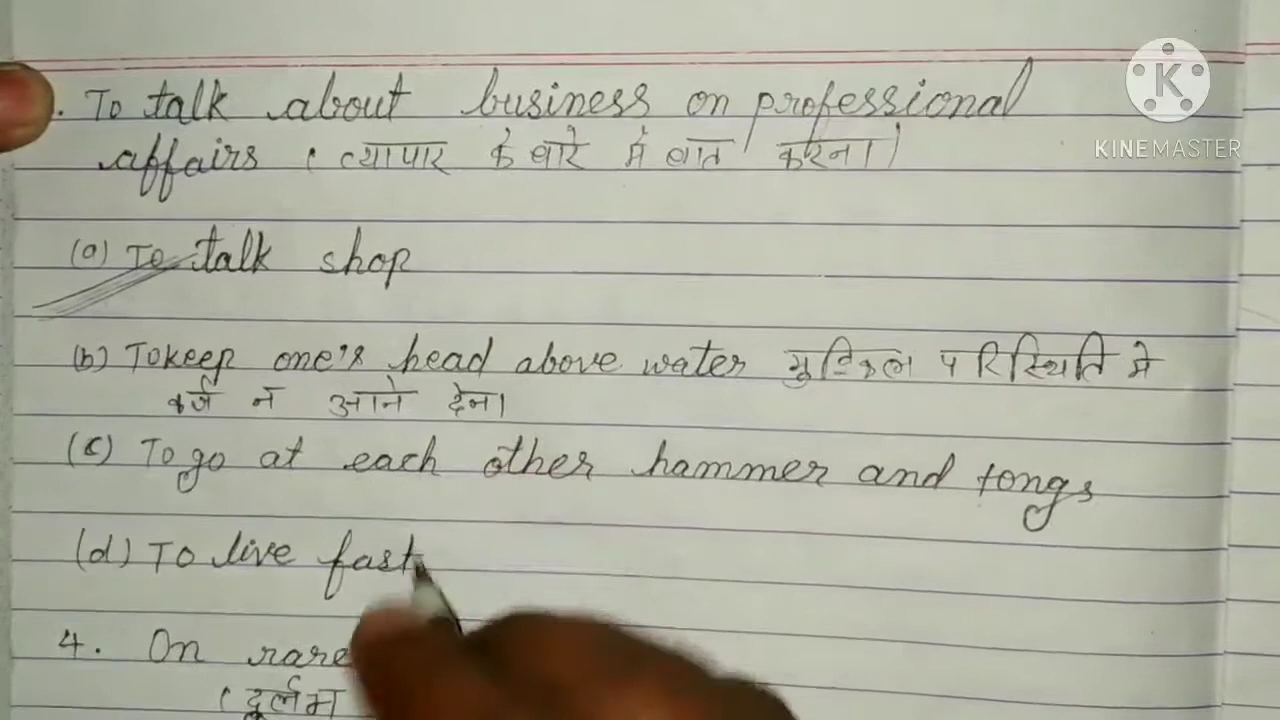 . To talk about business on professional
affairs ( व्यापार के बारे में बात करना)
(a) To talk shop
(b) To keep one's head above water मुश्किल परिस्थिति मे
कर्ज न आने देना।
(c) To go at each other hammer and tongs
(d) To live fast
4. On rare
( दुर्लभ
K
KINEMASTER